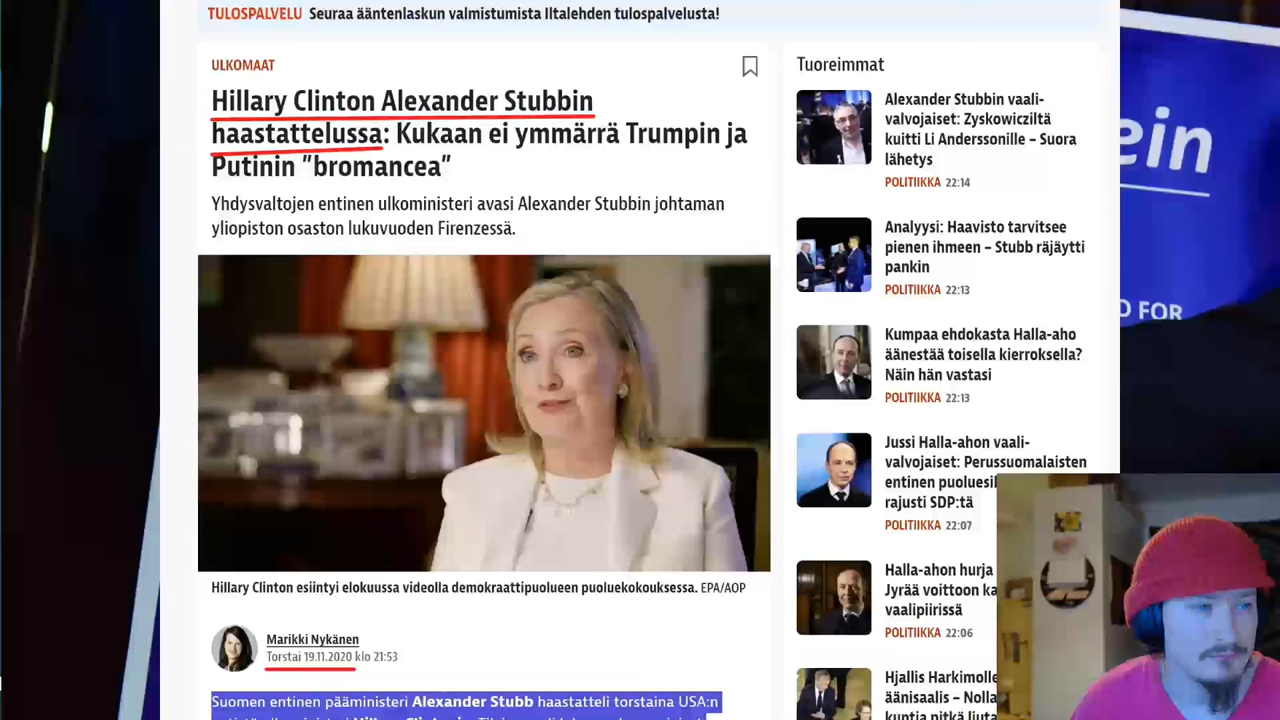 TULOSPALVELU Seuraa ääntenlaskun valmistumista Iltalehden tulospalvelusta!
ULKOMAAT
Hillary Clinton Alexander Stubbin
haastattelussa: Kukaan ei ymmärrä Trumpin ja
Putinin ”bromancea”
Yhdysvaltojen entinen ulkoministeri avasi Alexander Stubbin johtaman
yliopiston osaston lukuvuoden Firenzessä.
Hillary Clinton esiintyi elokuussa videolla demokraattipuolueen puoluekokouksessa. EPA/AOP
Marikki Nykänen
Torstai 19.11.2020 klo 21:53
Suomen entinen pääministeri Alexander Stubb haastatteli torstaina USA:n
Tuoreimmat
Alexander Stubbin vaali-
valvojaiset: Zyskowicziltä
kuitti Li Anderssonille – Suora
lähetys
POLITIIKKA 22:14
Analyysi: Haavisto tarvitsee
pienen ihmeen – Stubb räjäytti
pankin
POLITIIKKA 22:13
Kumpaa ehdokasta Halla-aho
äänestää toisella kierroksella?
Näin hän vastasi
POLITIIKKA 22:13
Jussi Halla-ahon vaali-
valvojaiset: Perussuomalaisten
entinen puoluesi
rajusti SDP:tä
POLITIIKKA 22:07
Halla-ahon hurja
Jyrää voittoon ka
vaalipiirissä
POLITIIKKA 22:06
Hjallis Harkimolle
äänisaalis – Nolla
kuntia pitkä lista
ein
FOR